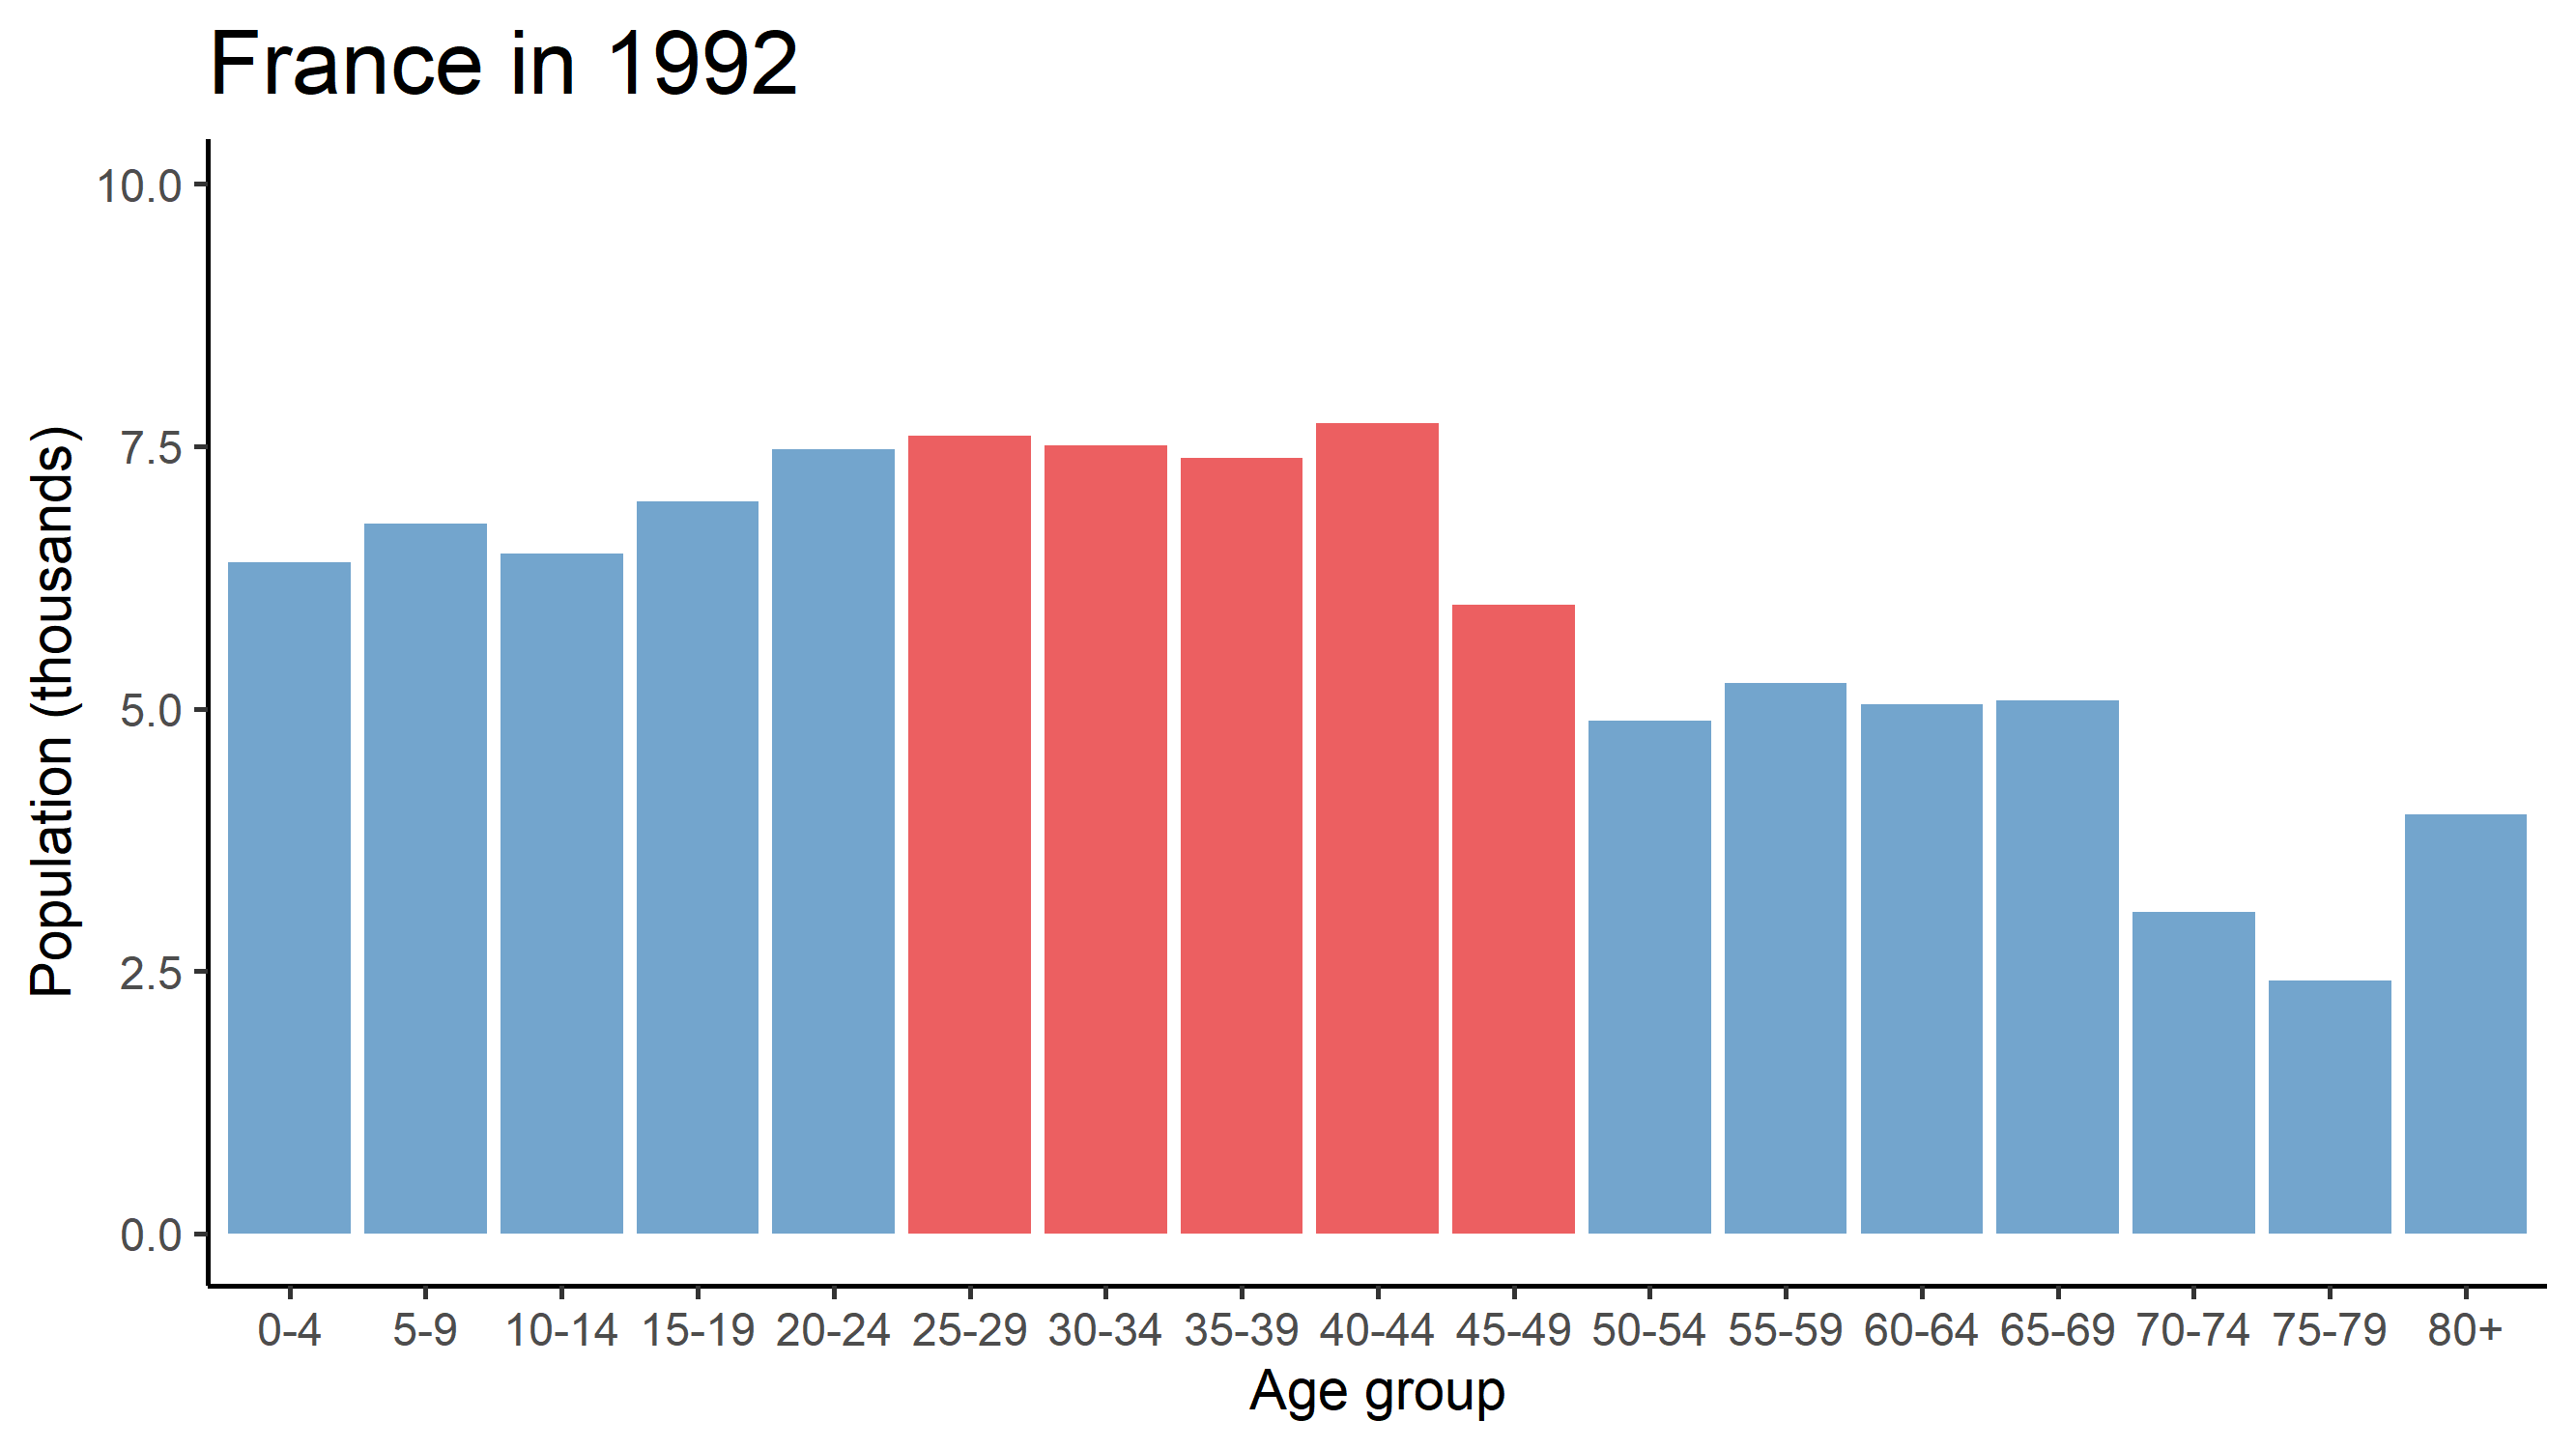 France in 1992
Population (thousands)
10.0
7.5
5.0
2.5
0.0
0-4 5-9 10-14 15-19 20-24 25-29 30-34 35-39 40-44 45-49 50-54 55-59 60-64 65-69 70-74 75-79 80+
Age group